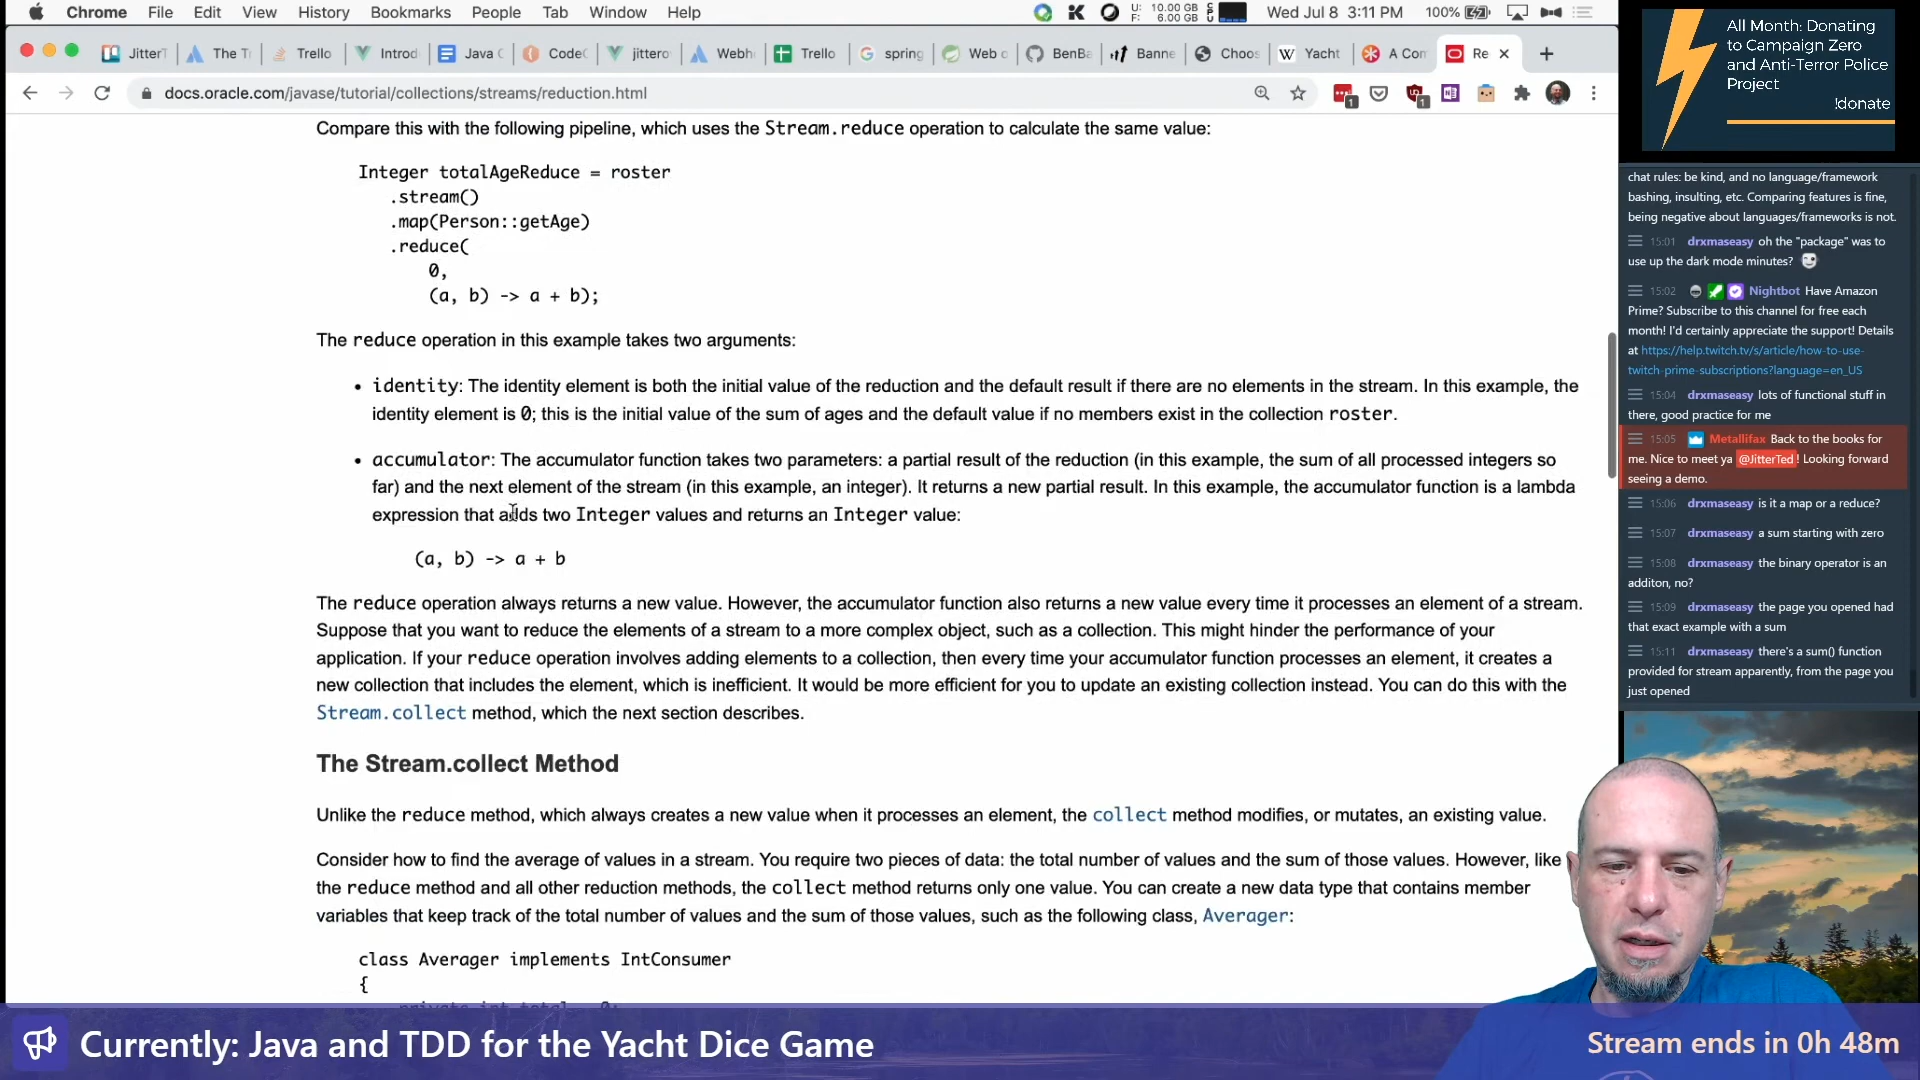 Chrome File Edit View History Bookmarks People Tab Window Help
U: 10.00 GB
F: 6.00 GB
Wed Jul 8 3:11 PM 100%
JitterT The T Trello Introd Java C CodeC jittero Webh Trello spring Web o BenBa Banne Choos Yacht A Com Re
docs.oracle.com/javase/tutorial/collections/streams/reduction.html
Compare this with the following pipeline, which uses the Stream.reduce operation to calculate the same value:
Integer totalAgeReduce = roster
.stream()
.map(Person::getAge)
.reduce(
0,
(a, b) -> a + b);
The reduce operation in this example takes two arguments:
• identity: The identity element is both the initial value of the reduction and the default result if there are no elements in the stream. In this example, the
identity element is 0; this is the initial value of the sum of ages and the default value if no members exist in the collection roster.
• accumulator: The accumulator function takes two parameters: a partial result of the reduction (in this example, the sum of all processed integers so
far) and the next element of the stream (in this example, an integer). It returns a new partial result. In this example, the accumulator function is a lambda
expression that adds two Integer values and returns an Integer value:
(a, b) -> a + b
The reduce operation always returns a new value. However, the accumulator function also returns a new value every time it processes an element of a stream.
Suppose that you want to reduce the elements of a stream to a more complex object, such as a collection. This might hinder the performance of your
application. If your reduce operation involves adding elements to a collection, then every time your accumulator function processes an element, it creates a
new collection that includes the element, which is inefficient. It would be more efficient for you to update an existing collection instead. You can do this with the
Stream.collect method, which the next section describes.
The Stream.collect Method
Unlike the reduce method, which always creates a new value when it processes an element, the collect method modifies, or mutates, an existing value.
Consider how to find the average of values in a stream. You require two pieces of data: the total number of values and the sum of those values. However, like
the reduce method and all other reduction methods, the collect method returns only one value. You can create a new data type that contains member
variables that keep track of the total number of values and the sum of those values, such as the following class, Averager:
class Averager implements IntConsumer
{
private int total = 0;
All Month: Donating
to Campaign Zero
and Anti-Terror Police
Project
!donate
chat rules: be kind, and no language/framework
bashing, insulting, etc. Comparing features is fine,
being negative about languages/frameworks is not.
15:01 drxmaseasy oh the "package" was to
use up the dark mode minutes?
15:02 Nightbot Have Amazon
Prime? Subscribe to this channel for free each
month! I'd certainly appreciate the support! Details
at https://help.twitch.tv/s/article/how-to-use-
twitch-prime-subscriptions?language=en_US
15:04 drxmaseasy lots of functional stuff in
there, good practice for me
15:05 Metallifax Back to the books for
me. Nice to meet ya @JitterTed! Looking forward
seeing a demo.
15:06 drxmaseasy is it a map or a reduce?
15:07 drxmaseasy a sum starting with zero
15:08 drxmaseasy the binary operator is an
additon, no?
15:09 drxmaseasy the page you opened had
that exact example with a sum
15:11 drxmaseasy there's a sum() function
provided for stream apparently, from the page you
just opened
Currently: Java and TDD for the Yacht Dice Game
Stream ends in 0h 48m